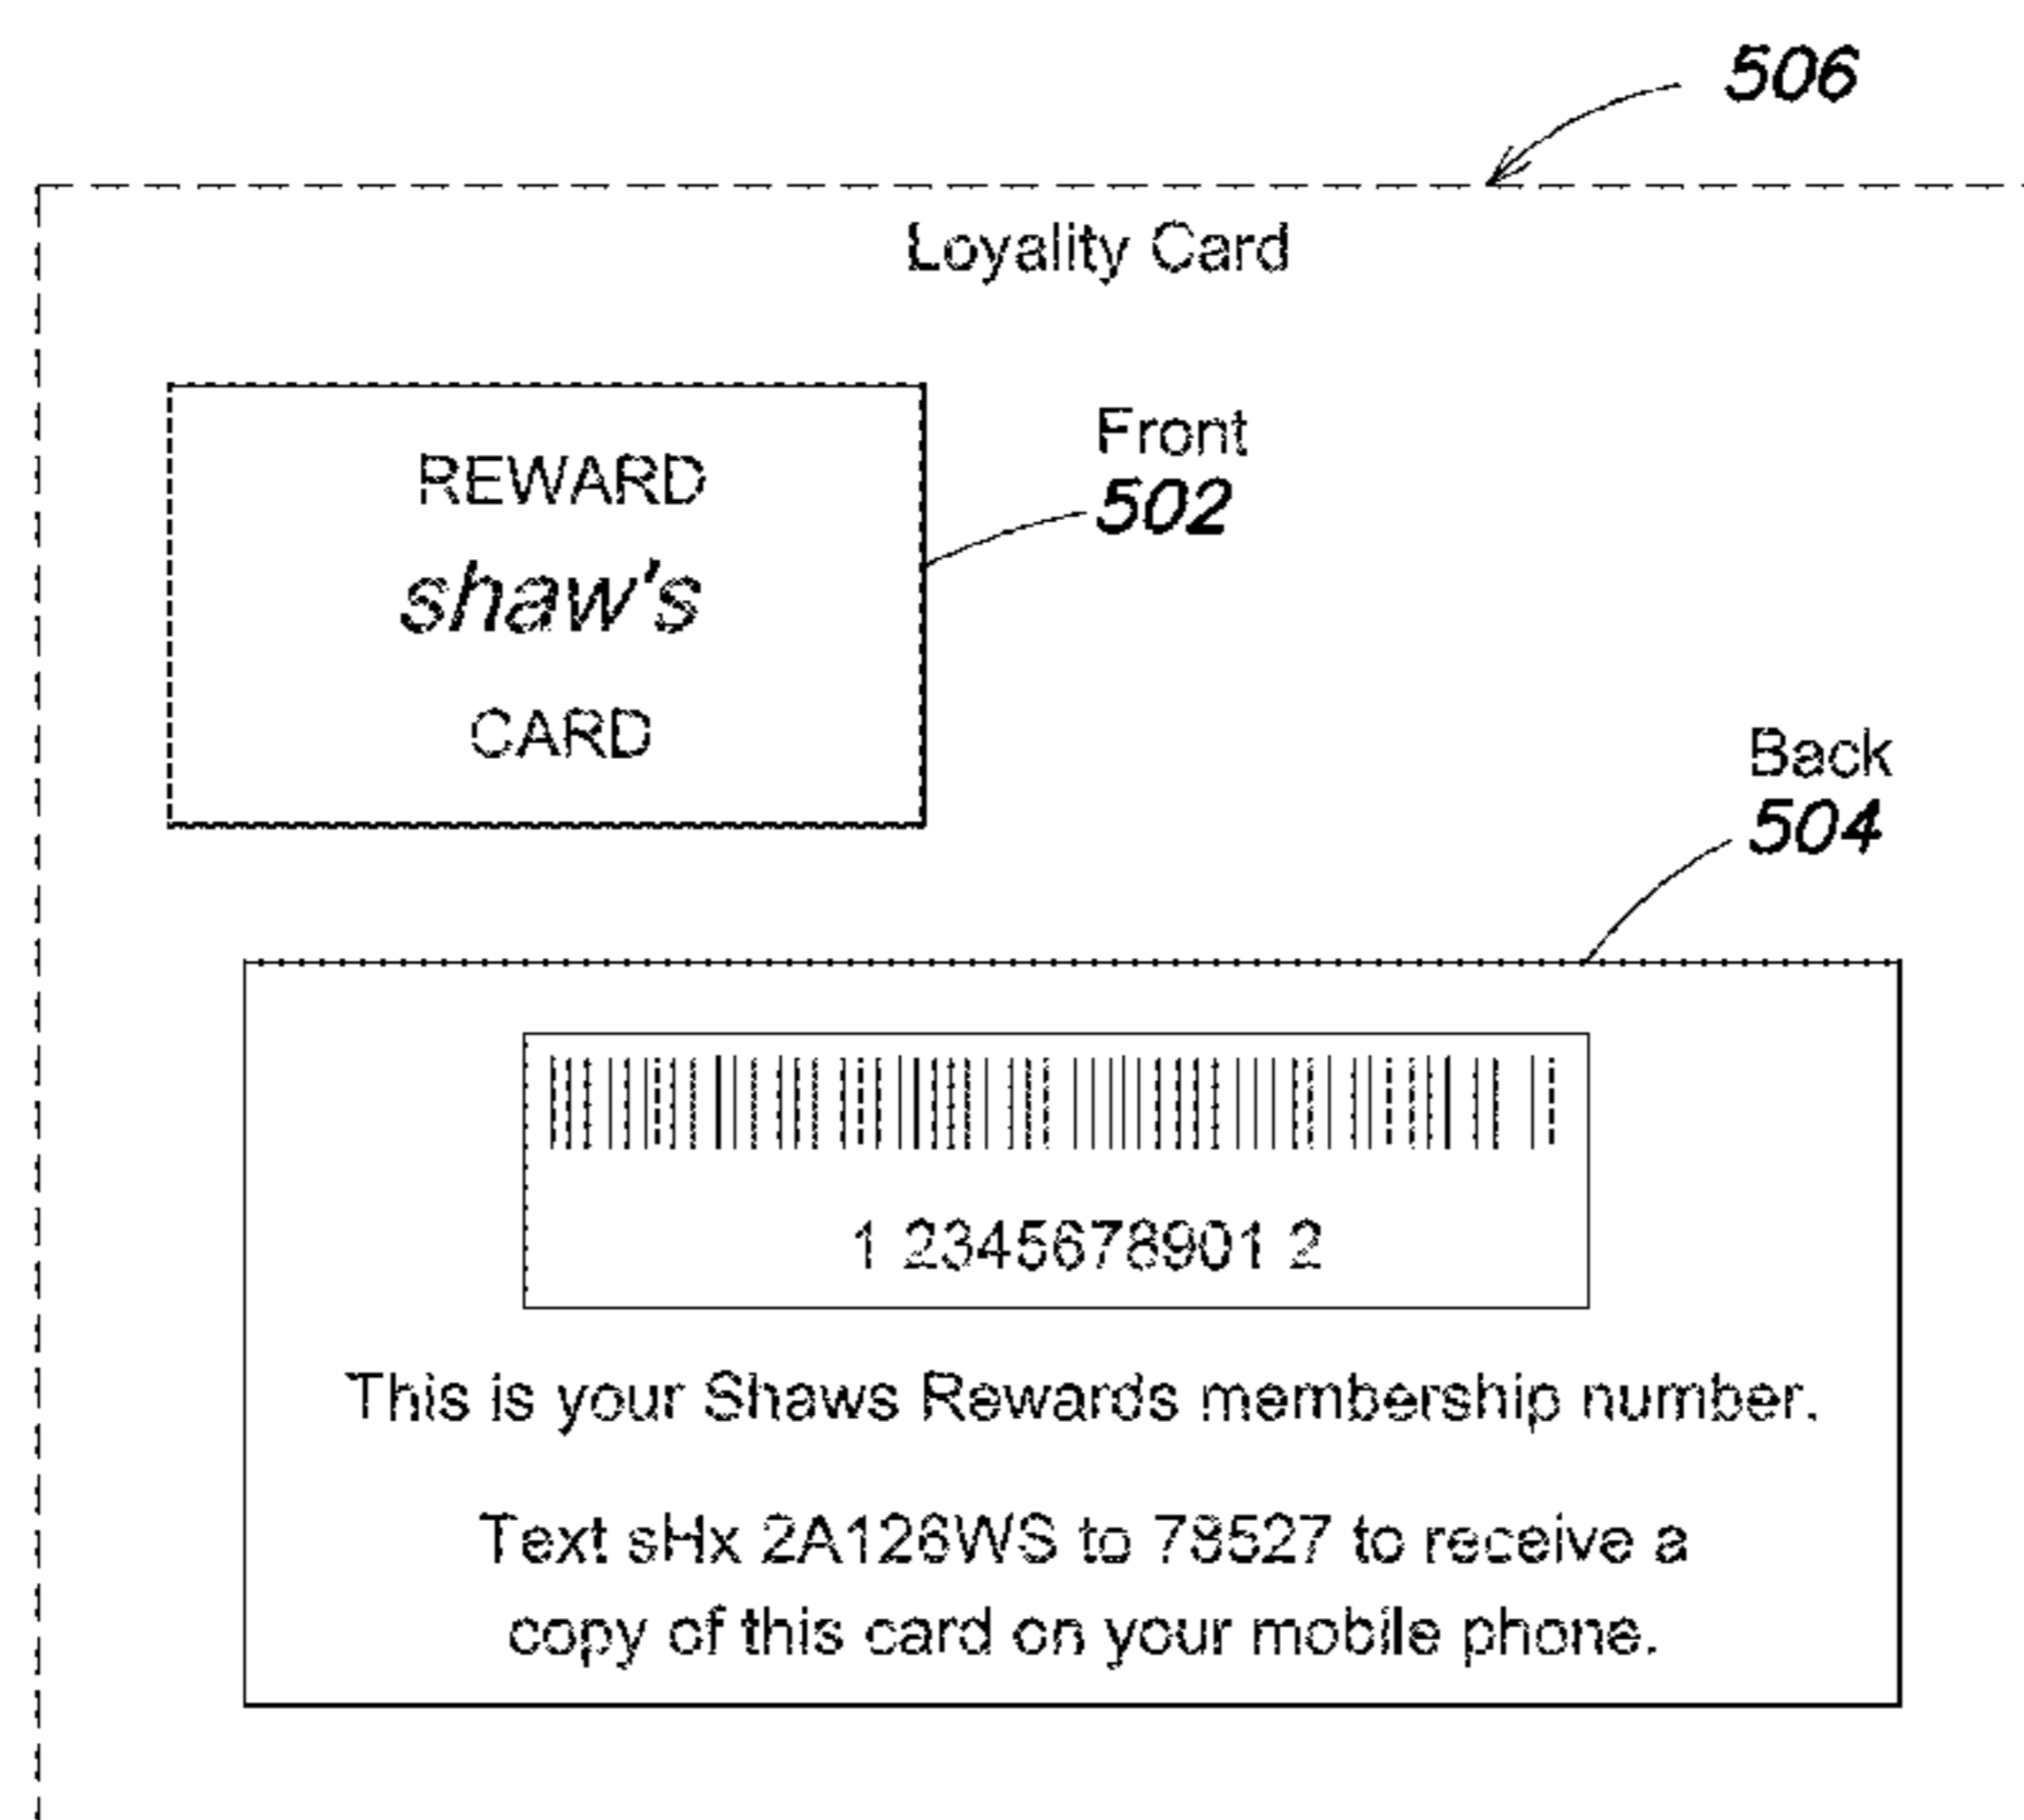 506
Loyality Card
Front
502
REWARD
shaw's
CARD
Back
504
1 2345678901 2
This is your Shaws Rewards membership number.
Text sHx 2A126WS to 78527 to receive a
copy of this card on your mobile phone.